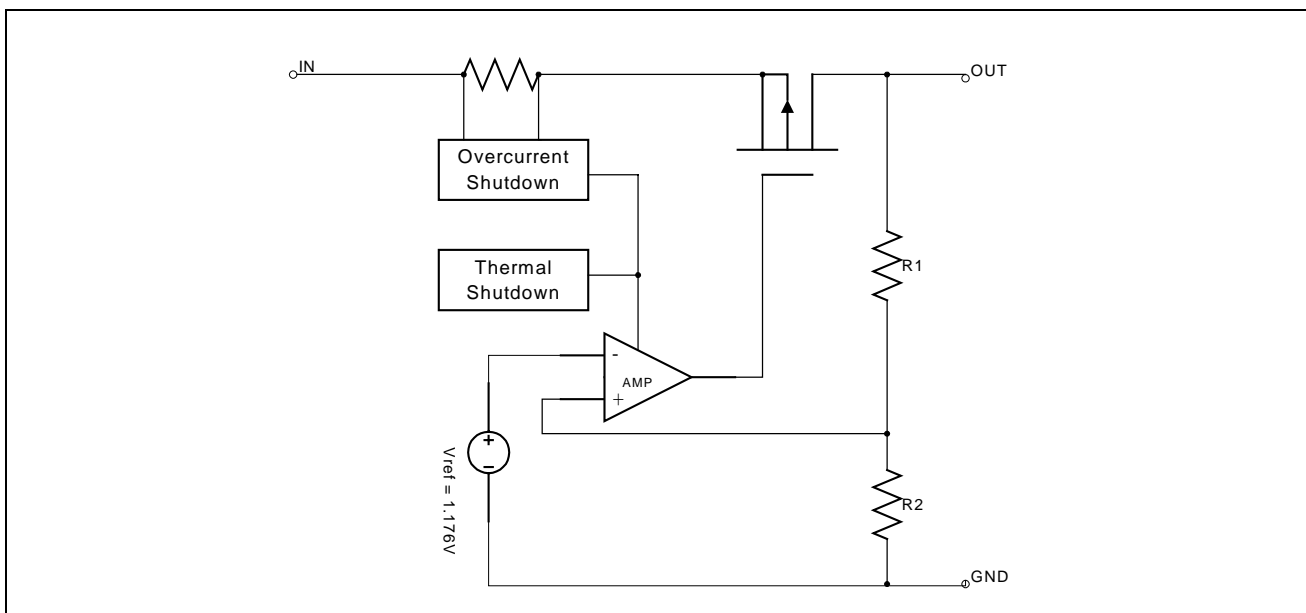 IN
OUT
Overcurrent
Shutdown
R1
Thermal
Shutdown
-
AMP
+
+
−
Vref = 1.176V
R2
GND